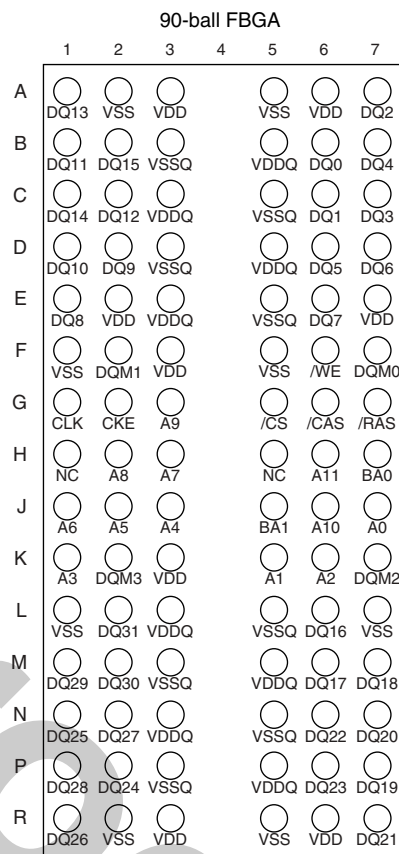 90-ball FBGA
1 2 3 4 5 6 7
A
DQ13 VSS VDD VSS VDD DQ2
B
DQ11 DQ15 VSSQ VDDQ DQ0 DQ4
C
DQ14 DQ12 VDDQ VSSQ DQ1 DQ3
D
DQ10 DQ9 VSSQ VDDQ DQ5 DQ6
E
DQ8 VDD VDDQ VSSQ DQ7 VDD
F
VSS DQM1 VDD VSS /WE DQM0
G
CLK CKE A9 /CS /CAS /RAS
H
NC A8 A7 NC A11 BA0
J
A6 A5 A4 BA1 A10 A0
K
A3 DQM3 VDD A1 A2 DQM2
L
VSS DQ31 VDDQ VSSQ DQ16 VSS
M
DQ29 DQ30 VSSQ VDDQ DQ17 DQ18
N
DQ25 DQ27 VDDQ VSSQ DQ22 DQ20
P
DQ28 DQ24 VSSQ VDDQ DQ23 DQ19
R
DQ26 VSS VDD VSS VDD DQ21